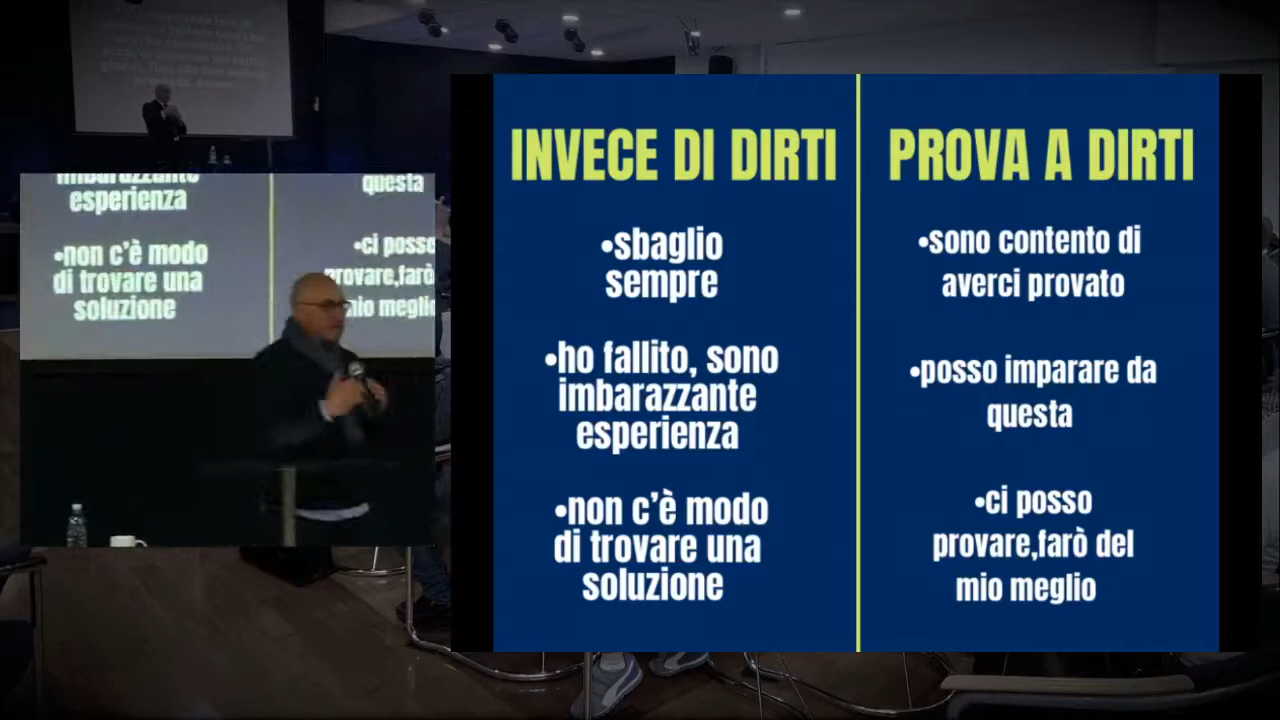 INVECE DI DIRTI
•sbaglio
sempre
•ho fallito, sono
imbarazzante
esperienza
•non c'è modo
di trovare una
soluzione
PROVA A DIRTI
•sono contento di
averci provato
•posso imparare da
questa
•ci posso
provare,farò del
mio meglio
imbarazzante
esperienza
•non c'è modo
di trovare una
soluzione
questa
•ci posso
provare,farò
mio meglio